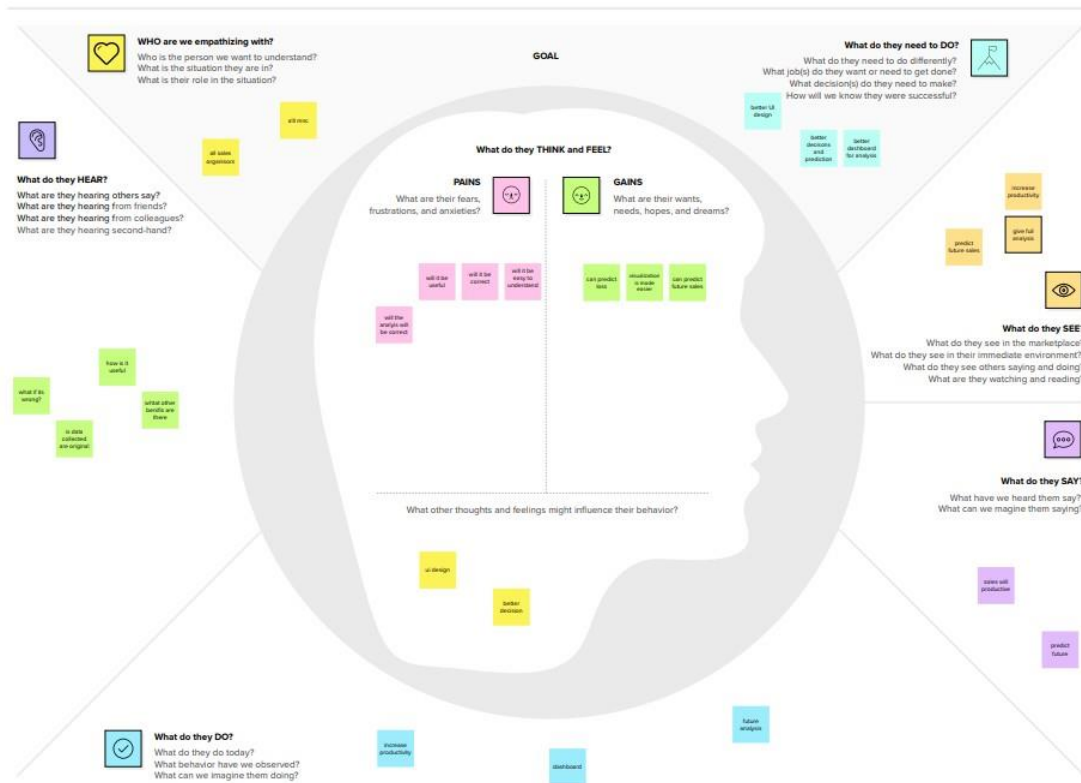 WHO are we empathizing with?
Who is the person we want to understand?
What is the situation they are in?
What is their role in the situation?
all mnc
all sales
organisors
GOAL
What do they need to DO?
What do they need to do differently?
What job(s) do they want or need to get done?
What decision(s) do they need to make?
How will we know they were successful?
better UI
design
better
decisions
and
prediction
better
dashboard
for analysis
What do they HEAR?
What are they hearing others say?
What are they hearing from friends?
What are they hearing from colleagues?
What are they hearing second-hand?
how is it
useful
what if its
wrong?
whtat other
benifis are
there
is data
collected
are original
What do they THINK and FEEL?
PAINS
What are their fears,
frustrations, and anxieties?
will it be
useful
will it be
correct
will it be
easy to
understand
will the
analyis will
be correct
GAINS
What are their wants,
needs, hopes, and dreams?
can predict
loss
visualization
is made
easier
can predict
future sales
What other thoughts and feelings might influence their behavior?
ui design
better
decision
increase
productivity
give full
analysis
predict
future sales
What do they SEE?
What do they see in the marketplace?
What do they see in their immediate environment?
What do they see others saying and doing?
What are they watching and reading?
What do they SAY?
What have we heard them say?
What can we magine them saying?
sales will
productive
predict
future
What do they DO?
What do they do today?
What behavior have we observed?
What can we imagine them doing?
increase
productivity
dashboard
future
analysis